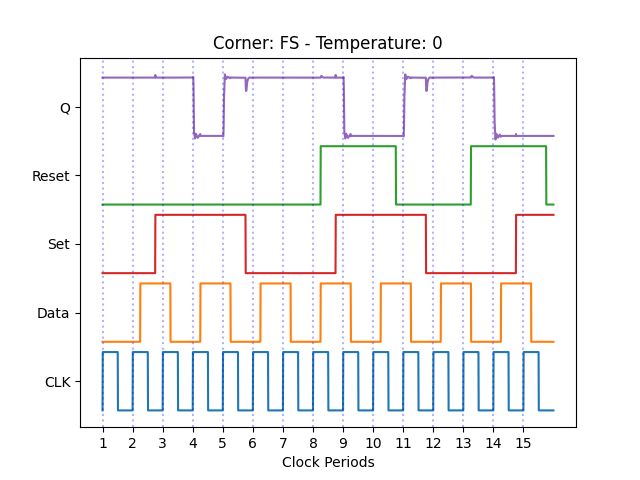 Corner: FS - Temperature: 0
Q
Reset
Set
Data
CLK
1 2 3 4 5 6 7 8 9 10 11 12 13 14 15
Clock Periods